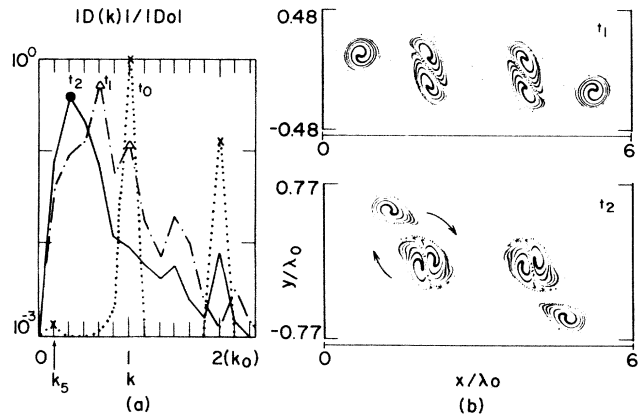 |D(k)|/|Do|
10⁰
t₂
t₁
t₀
10⁻³
0
1
2(k₀)
k₅
k
(a)
(b)
0.48
t₁
-0.48
0
6
0.77
t₂
y/λ₀
-0.77
0
6
x/λ₀